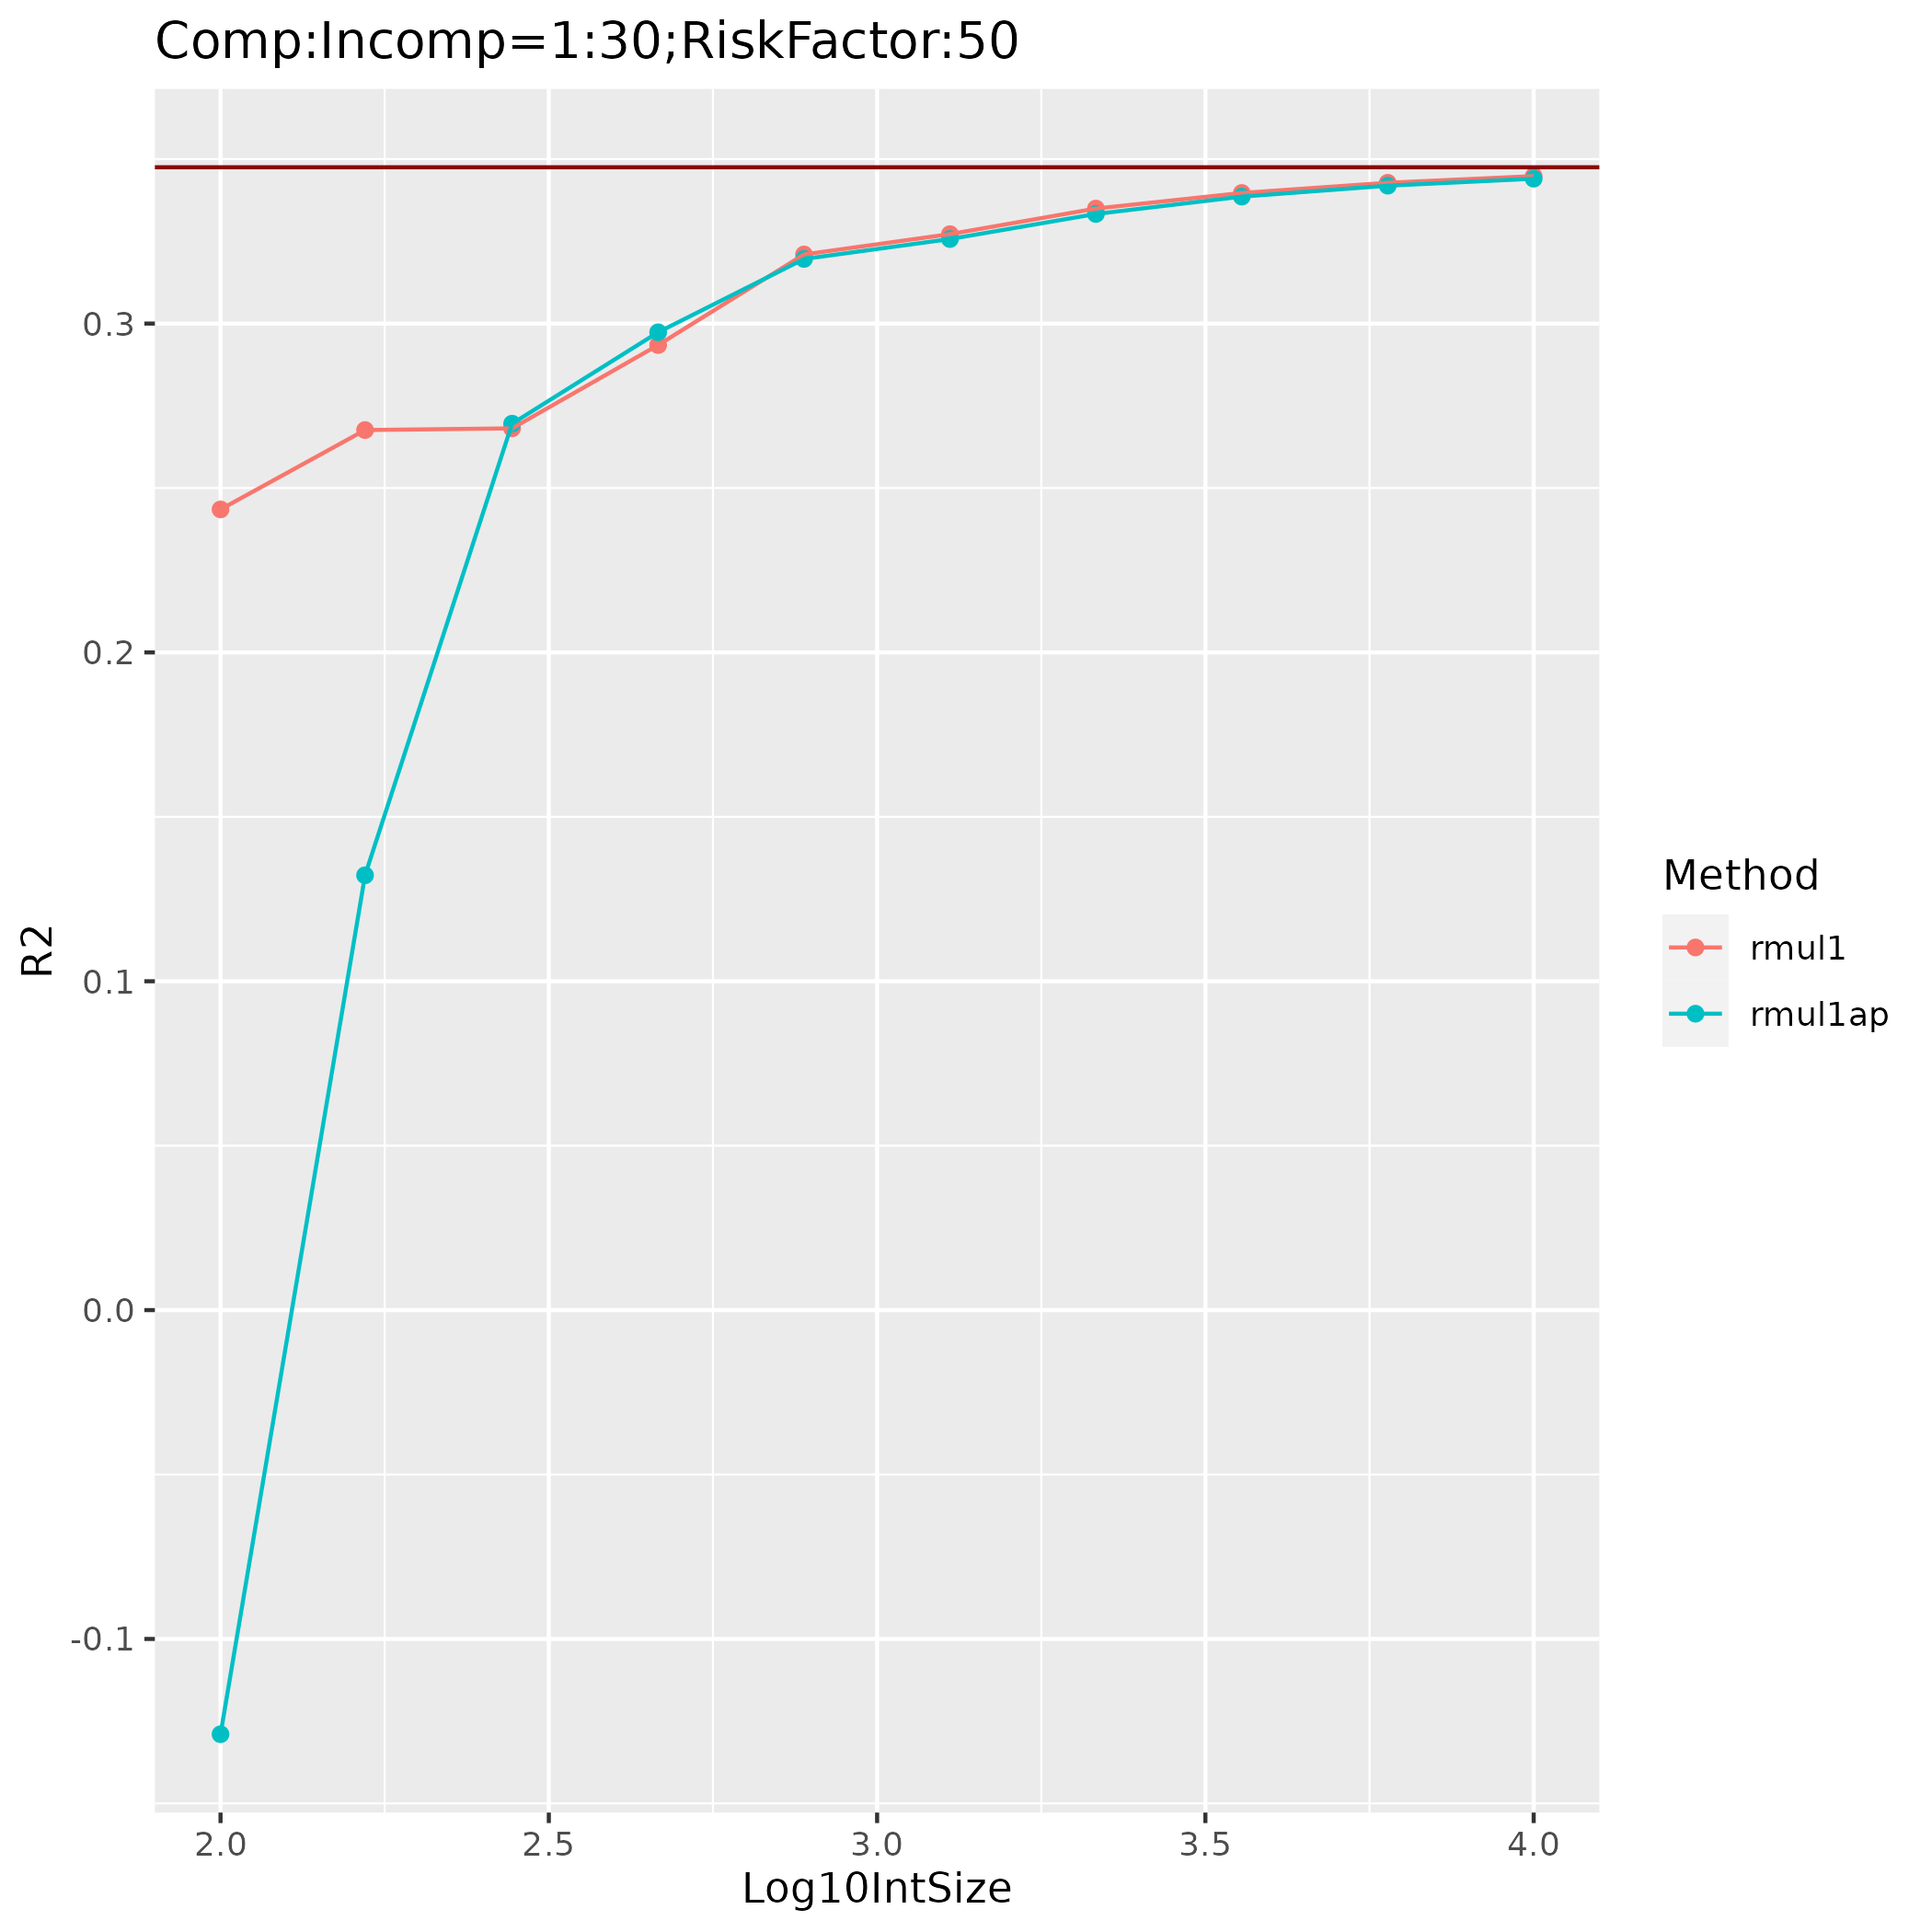 Comp:Incomp=1:30;RiskFactor:50
R2
0.3
0.2
0.1
0.0
-0.1
2.0 2.5 3.0 3.5 4.0
Log10IntSize
Method
rmul1
rmul1ap